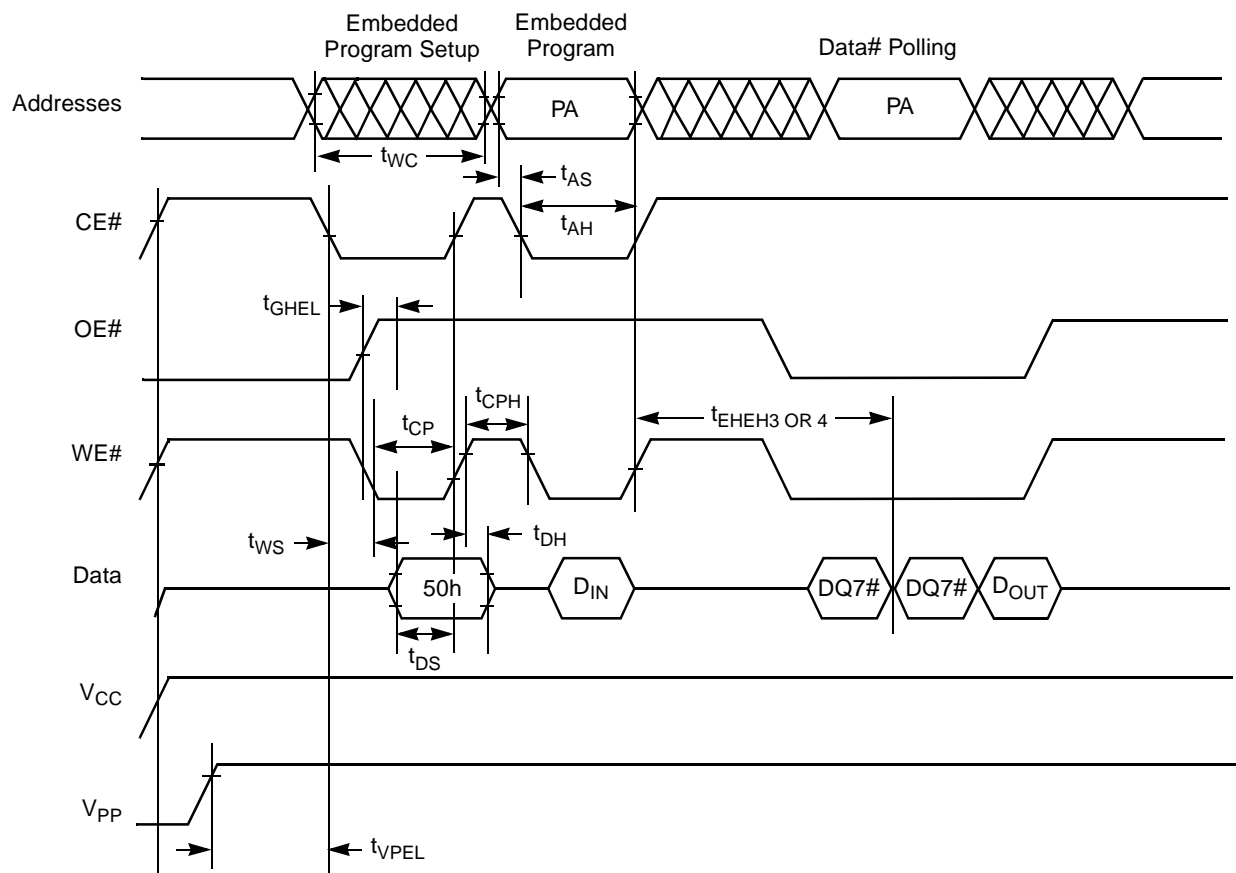 Embedded
Program Setup
Embedded
Program
Data# Polling
Addresses
PA
PA
tWC
tAS
tAH
CE#
tGHEL
OE#
tCPH
tCP
tEHEH3 OR 4
WE#
tWS
tDH
Data
50h
DIN
DQ7#
DQ7#
DOUT
tDS
VCC
VPP
tVPEL